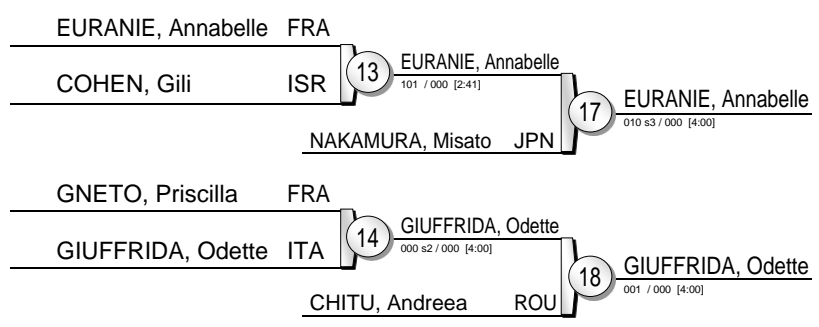 EURANIE, Annabelle FRA
COHEN, Gili ISR
13
EURANIE, Annabelle
101 / 000 [2:41]
NAKAMURA, Misato JPN
17
EURANIE, Annabelle
010 s3 / 000 [4:00]
GNETO, Priscilla FRA
GIUFFRIDA, Odette ITA
14
GIUFFRIDA, Odette
000 s2 / 000 [4:00]
CHITU, Andreea ROU
18
GIUFFRIDA, Odette
001 / 000 [4:00]